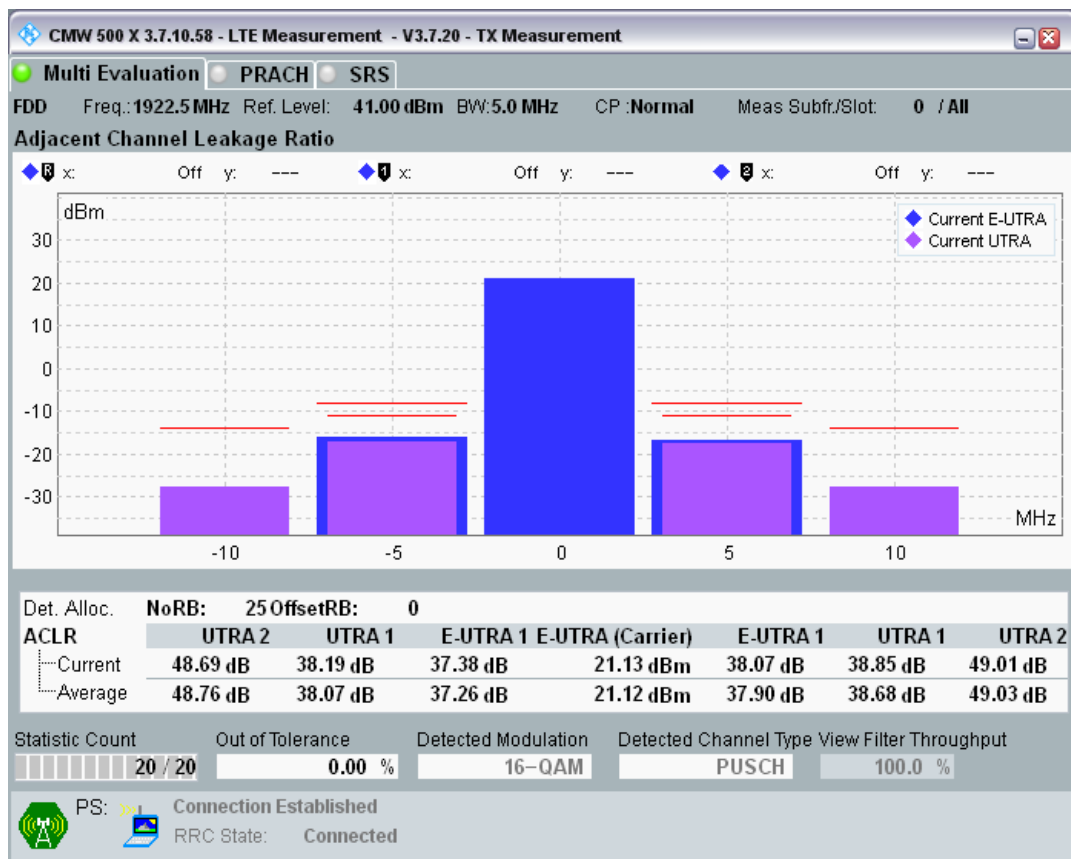 CMW 500 X 3.7.10.58 - LTE Measurement - V3.7.20 - TX Measurement
Multi Evaluation PRACH SRS
FDD Freq.:1922.5 MHz Ref. Level: 41.00 dBm BW:5.0 MHz CP :Normal Meas Subfr./Slot: 0 / All
Adjacent Channel Leakage Ratio
R x: Off y: --- 1 x: Off y: --- 2 x: Off y: ---
dBm
Current E-UTRA
Current UTRA
30
20
10
0
-10
-20
-30
MHz
-10 -5 0 5 10
Det. Alloc. NoRB: 25 OffsetRB: 0
ACLR UTRA 2 UTRA 1 E-UTRA 1 E-UTRA (Carrier) E-UTRA 1 UTRA 1 UTRA 2
Current 48.69 dB 38.19 dB 37.38 dB 21.13 dBm 38.07 dB 38.85 dB 49.01 dB
Average 48.76 dB 38.07 dB 37.26 dB 21.12 dBm 37.90 dB 38.68 dB 49.03 dB
Statistic Count Out of Tolerance Detected Modulation Detected Channel Type View Filter Throughput
20 / 20 0.00 % 16-QAM PUSCH 100.0 %
PS: Connection Established
RRC State: Connected